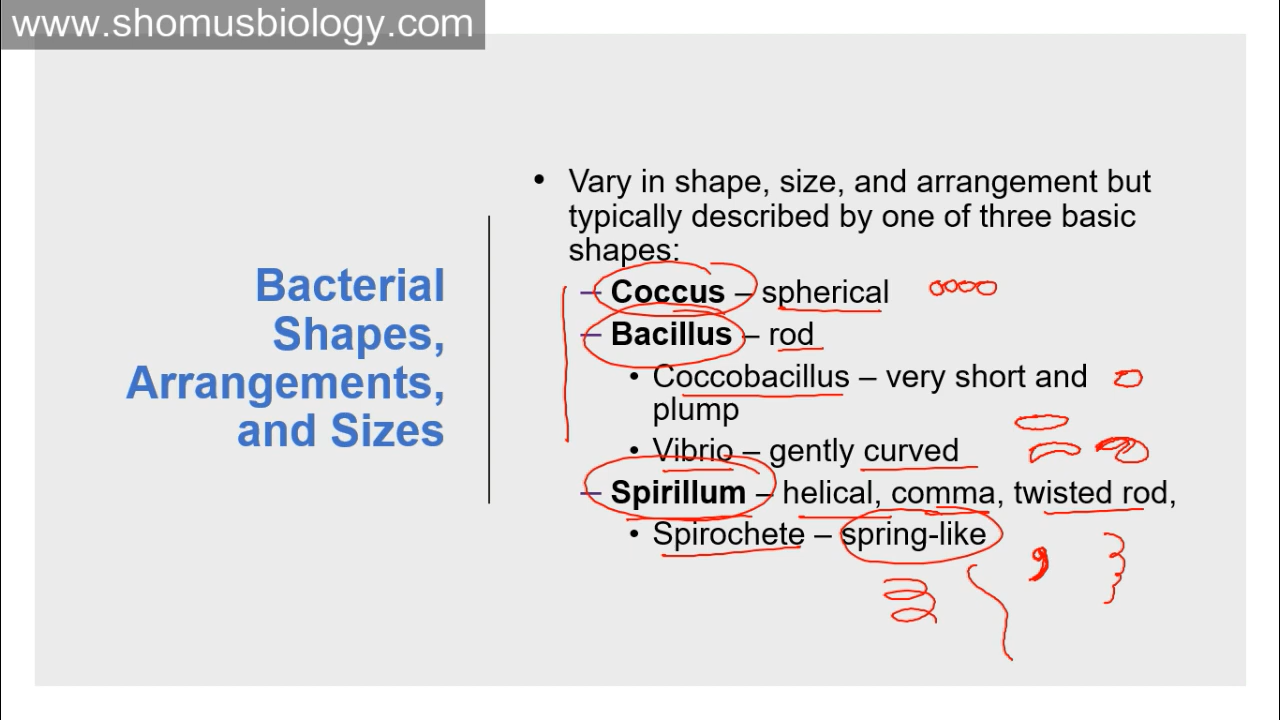 www.shomusbiology.com
Bacterial
Shapes,
Arrangements,
and Sizes
• Vary in shape, size, and arrangement but
typically described by one of three basic
shapes:
– Coccus – spherical
– Bacillus – rod
• Coccobacillus – very short and
plump
• Vibrio – gently curved
– Spirillum – helical, comma, twisted rod,
• Spirochete – spring-like